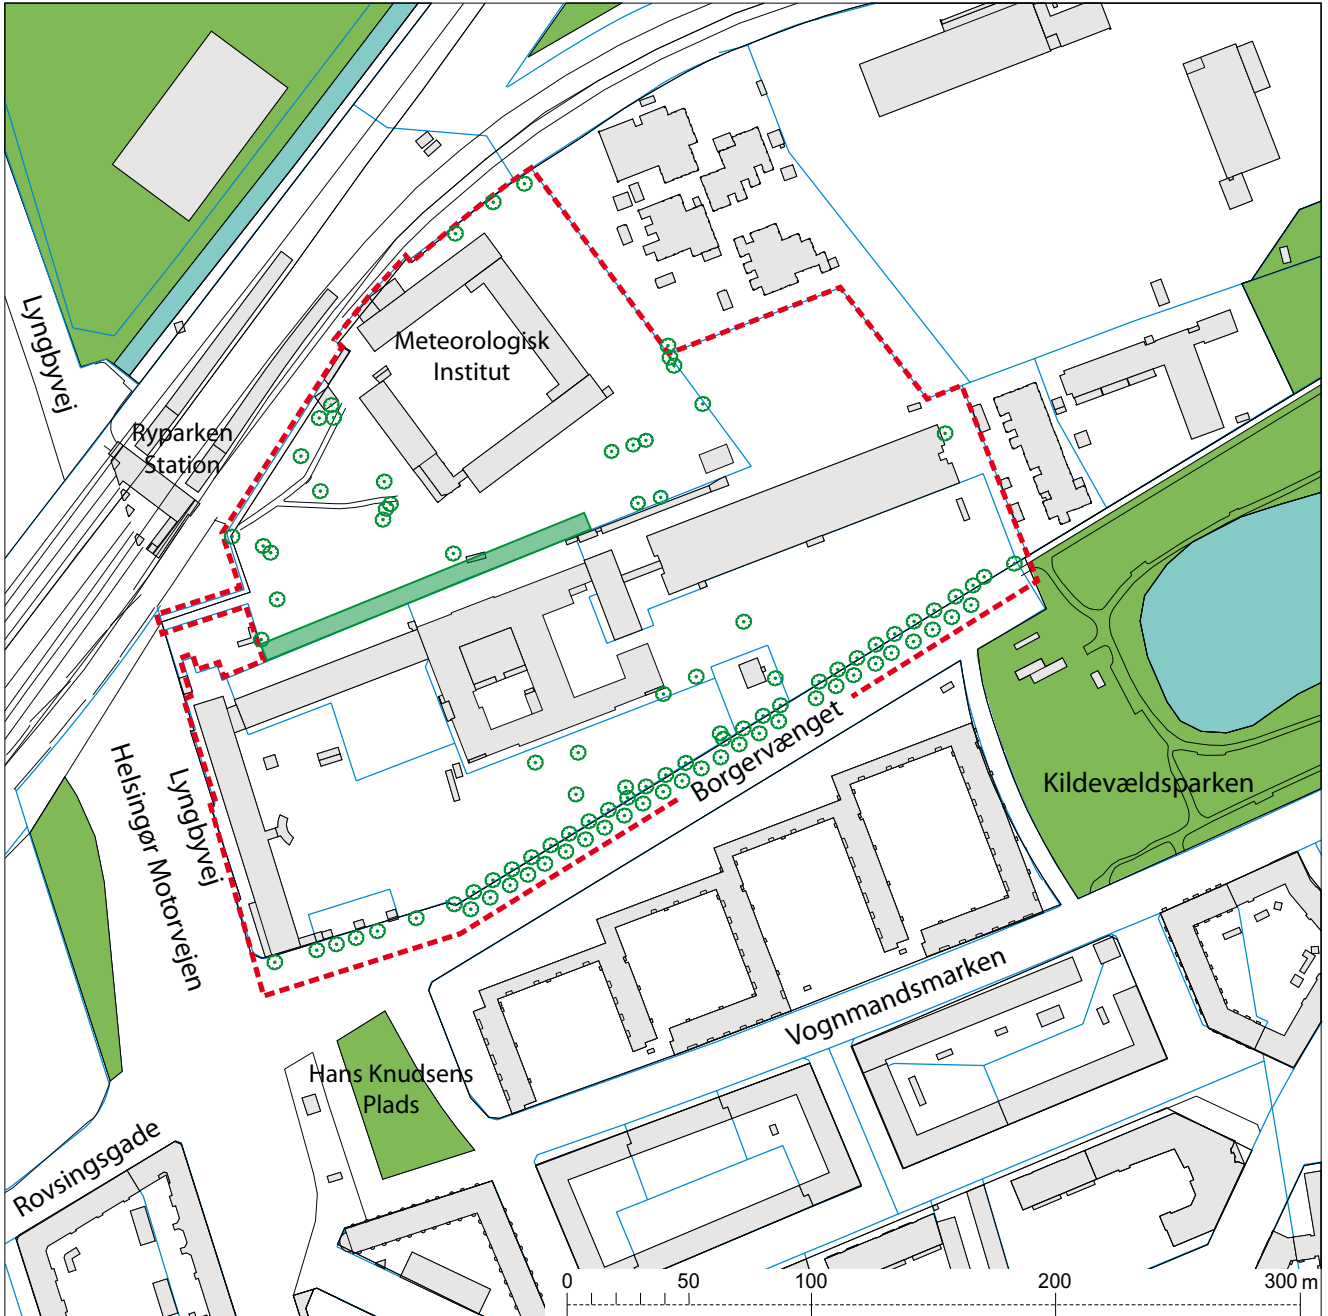 Lyngbyvej
Meteorologisk
Institut
Ryparken
Station
Borgervænget
Kildevældsparken
Lyngbyvej
Helsingør Motorvejen
Vognmandsmarken
Hans Knudsens
Plads
Rovsingsgade
0 50 100 200 300 m